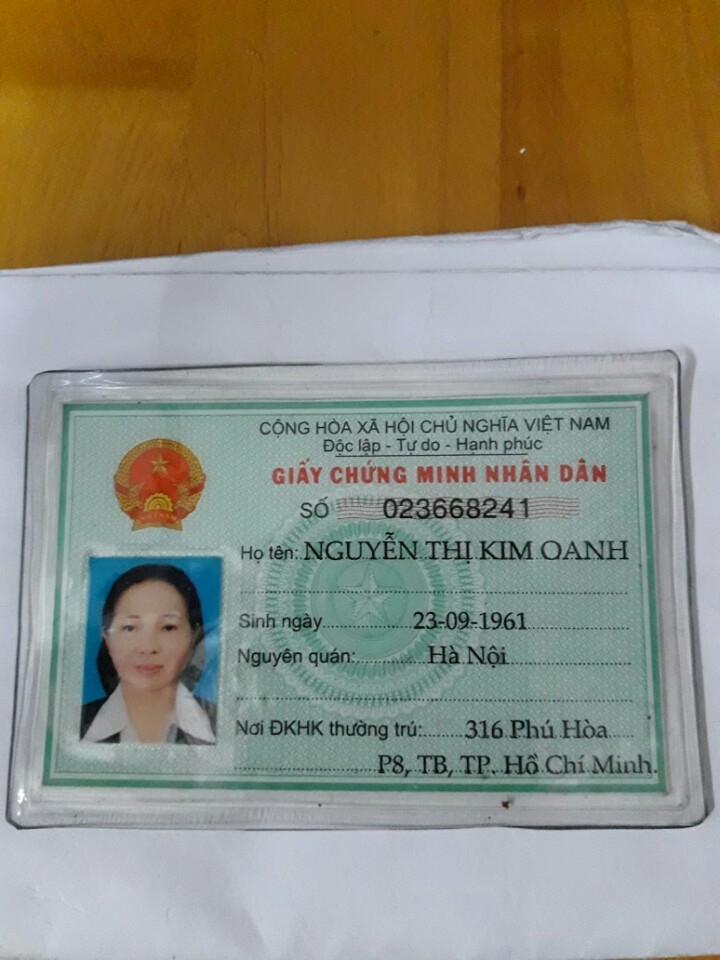 CỘNG HÒA XÃ HỘI CHỦ NGHĨA VIỆT NAM
Độc lập - Tự do - Hạnh phúc
GIẤY CHỨNG MINH NHÂN DÂN
SỐ 023668241
Họ tên: NGUYỄN THỊ KIM OANH
Sinh ngày 23-09-1961
Nguyên quán: Hà Nội
Nơi ĐKHK thường trú: 316 Phú Hòa
P8, TB, TP. Hồ Chí Minh.